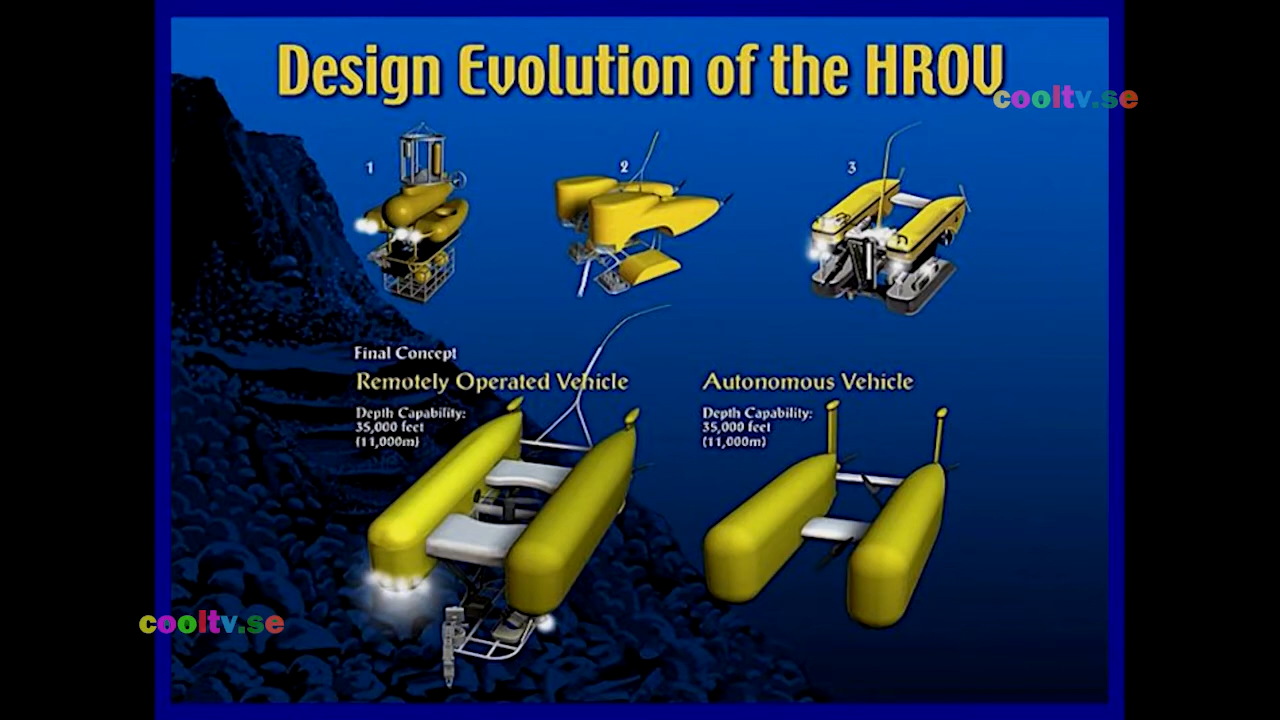 Design Evolution of the HROV
cooltv.se
1
2
3
Final Concept
Remotely Operated Vehicle
Depth Capability:
35,000 feet
(11,000m)
Autonomous Vehicle
Depth Capability:
35,000 feet
(11,000m)
cooltv.se